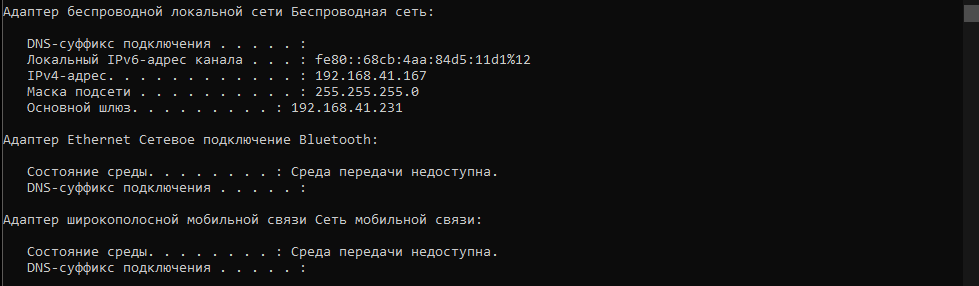 Адаптер беспроводной локальной сети Беспроводная сеть:
DNS-суффикс подключения . . . . . :
Локальный IPv6-адрес канала . . . : fe80::68cb:4aa:84d5:11d1%12
IPv4-адрес. . . . . . . . . . . . : 192.168.41.167
Маска подсети . . . . . . . . . . : 255.255.255.0
Основной шлюз. . . . . . . . . : 192.168.41.231
Адаптер Ethernet Сетевое подключение Bluetooth:
Состояние среды. . . . . . . . : Среда передачи недоступна.
DNS-суффикс подключения . . . . . :
Адаптер широкополосной мобильной связи Сеть мобильной связи:
Состояние среды. . . . . . . . : Среда передачи недоступна.
DNS-суффикс подключения . . . . . :